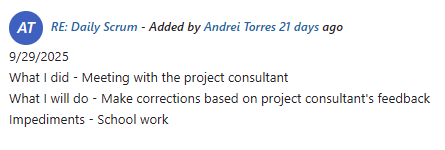 AT RE: Daily Scrum - Added by Andrei Torres 21 days ago
9/29/2025
What I did - Meeting with the project consultant
What I will do - Make corrections based on project consultant's feedback
Impediments - School work